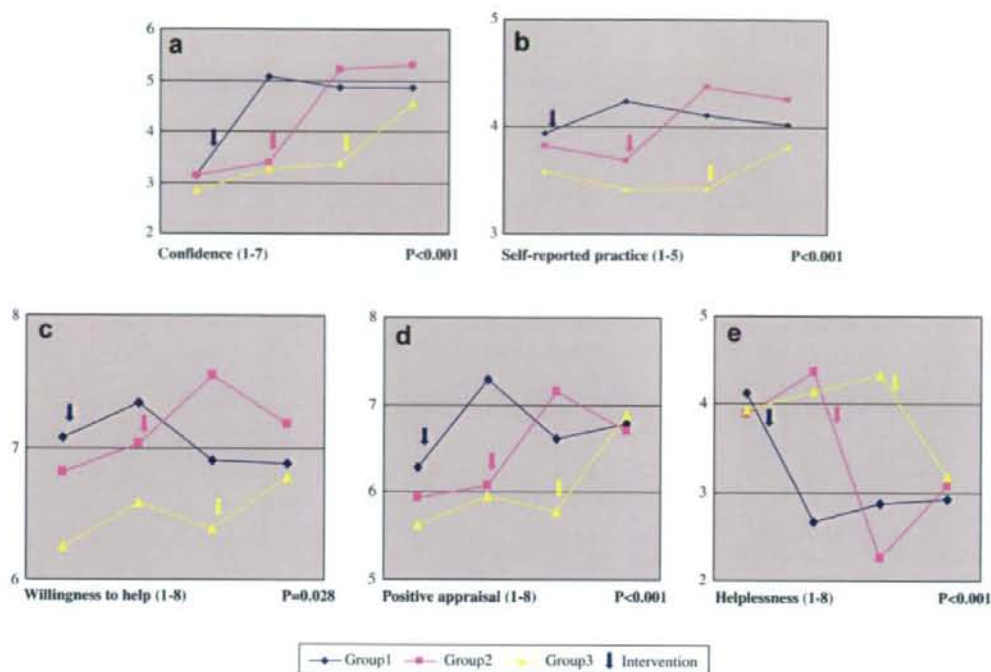 a
6
5
4
3
2
Confidence (1-7) P<0.001
b
5
4
3
Self-reported practice (1-5) P<0.001
c
8
7
6
Willingness to help (1-8) P=0.028
d
8
7
6
5
Positive appraisal (1-8) P<0.001
e
5
4
3
2
Helplessness (1-8) P<0.001
Group1 Group2 Group3 Intervention